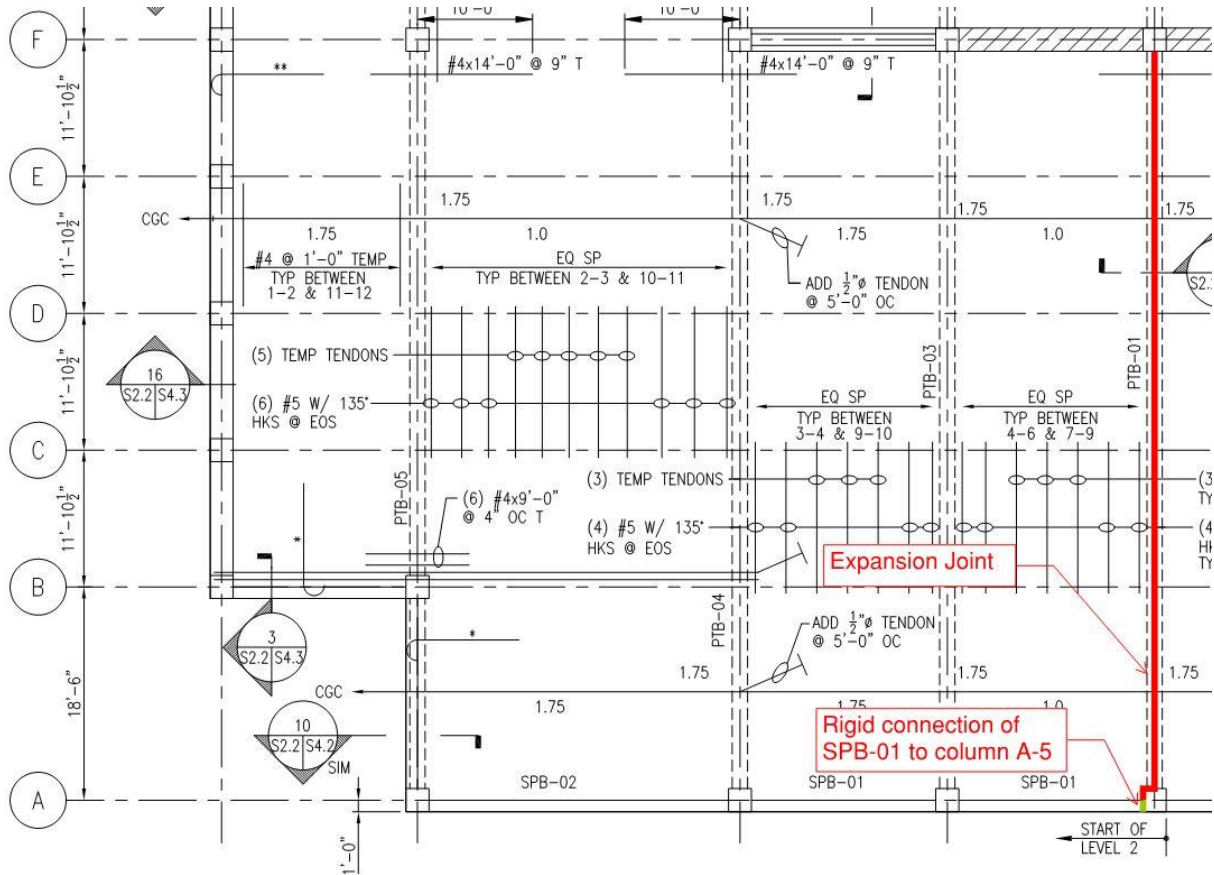 10'-0"
10'-0"
F
#4x14'-0" @ 9" T
#4x14'-0" @ 9" T
**
11'-10½"
E
1.75
1.75
1.75
1.75
CGC
1.75
1.0
1.75
1.0
11'-10½"
#4 @ 1'-0" TEMP
TYP BETWEEN
1-2 & 11-12
EQ SP
TYP BETWEEN 2-3 & 10-11
ADD ½"ø TENDON
@ 5'-0" OC
D
16
S2.2 S4.3
(5) TEMP TENDONS
(6) #5 W/ 135°
HKS @ EOS
PTB-03
PTB-01
EQ SP
TYP BETWEEN
3-4 & 9-10
EQ SP
TYP BETWEEN
4-6 & 7-9
11'-10½"
C
(3) TEMP TENDONS
(4) #5 W/ 135°
HKS @ EOS
PTB-05
(6) #4x9'-0"
@ 4" OC T
11'-10½"
*
Expansion Joint
B
3
S2.2 S4.3
*
PTB-04
ADD ½"ø TENDON
@ 5'-0" OC
18'-6"
1.75
1.75
1.75
CGC
1.75
1.75
1.0
10
S2.2 S4.2
SIM
Rigid connection of
SPB-01 to column A-5
SPB-02
SPB-01
SPB-01
A
1'-0"
START OF
LEVEL 2